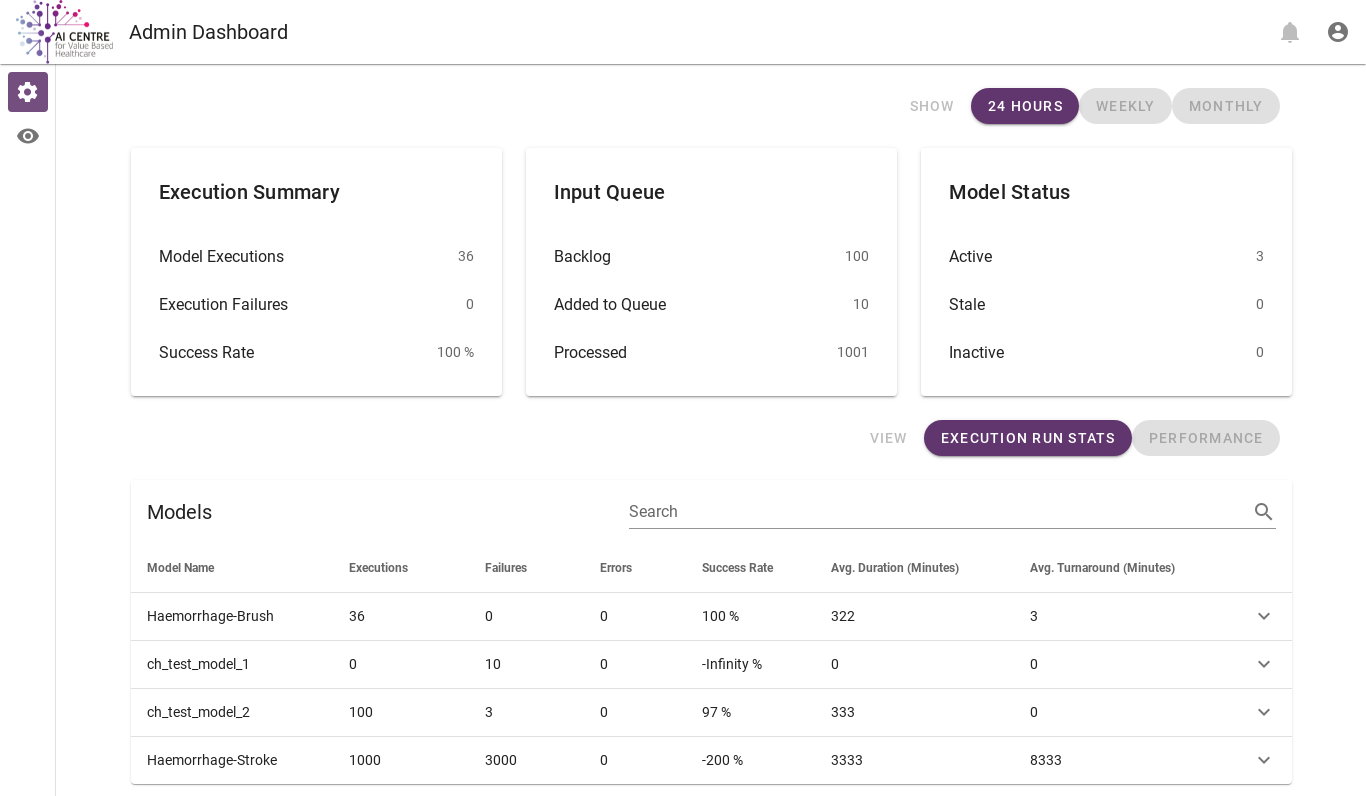 AI CENTRE
for Value Based
Healthcare
Admin Dashboard
SHOW 24 HOURS WEEKLY MONTHLY
Execution Summary
Model Executions 36
Execution Failures 0
Success Rate 100 %
Input Queue
Backlog 100
Added to Queue 10
Processed 1001
Model Status
Active 3
Stale 0
Inactive 0
VIEW EXECUTION RUN STATS PERFORMANCE
Models Search
Model Name Executions Failures Errors Success Rate Avg. Duration (Minutes) Avg. Turnaround (Minutes)
Haemorrhage-Brush 36 0 0 100 % 322 3
ch_test_model_1 0 10 0 -Infinity % 0 0
ch_test_model_2 100 3 0 97 % 333 0
Haemorrhage-Stroke 1000 3000 0 -200 % 3333 8333